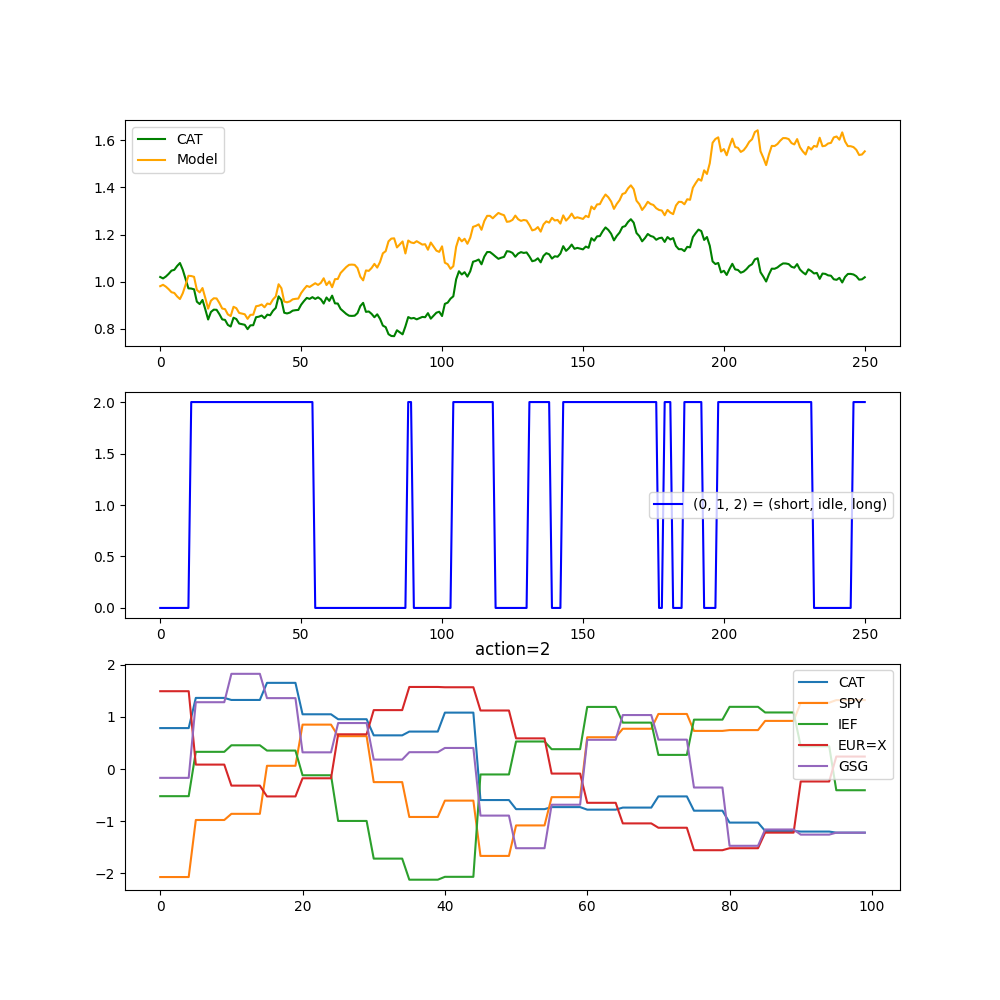 CAT
Model
1.6
1.4
1.2
1.0
0.8
0 50 100 150 200 250
2.0
1.5
1.0
0.5
0.0
(0, 1, 2) = (short, idle, long)
0 50 100 150 200 250
action=2
2
1
0
−1
−2
CAT
SPY
IEF
EUR=X
GSG
0 20 40 60 80 100